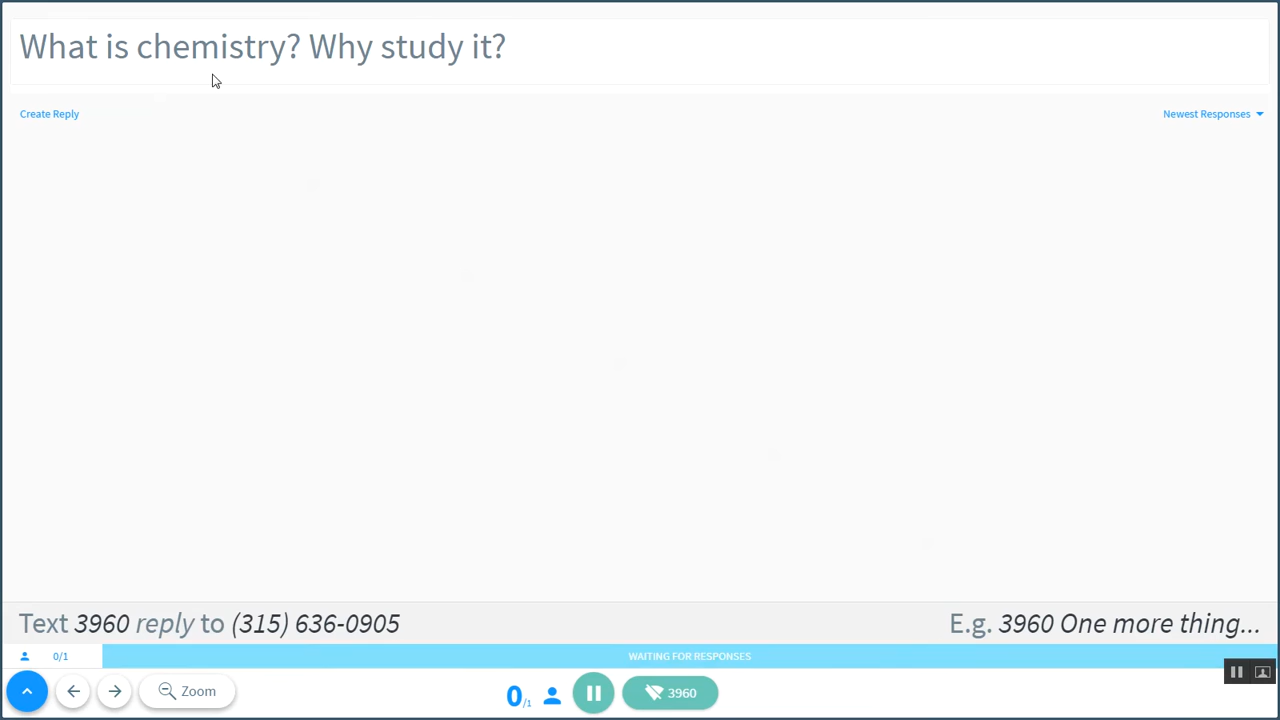 What is chemistry? Why study it?
Create Reply
Newest Responses
Text 3960 reply to (315) 636-0905
E.g. 3960 One more thing...
0/1
WAITING FOR RESPONSES
Zoom
0/1
3960